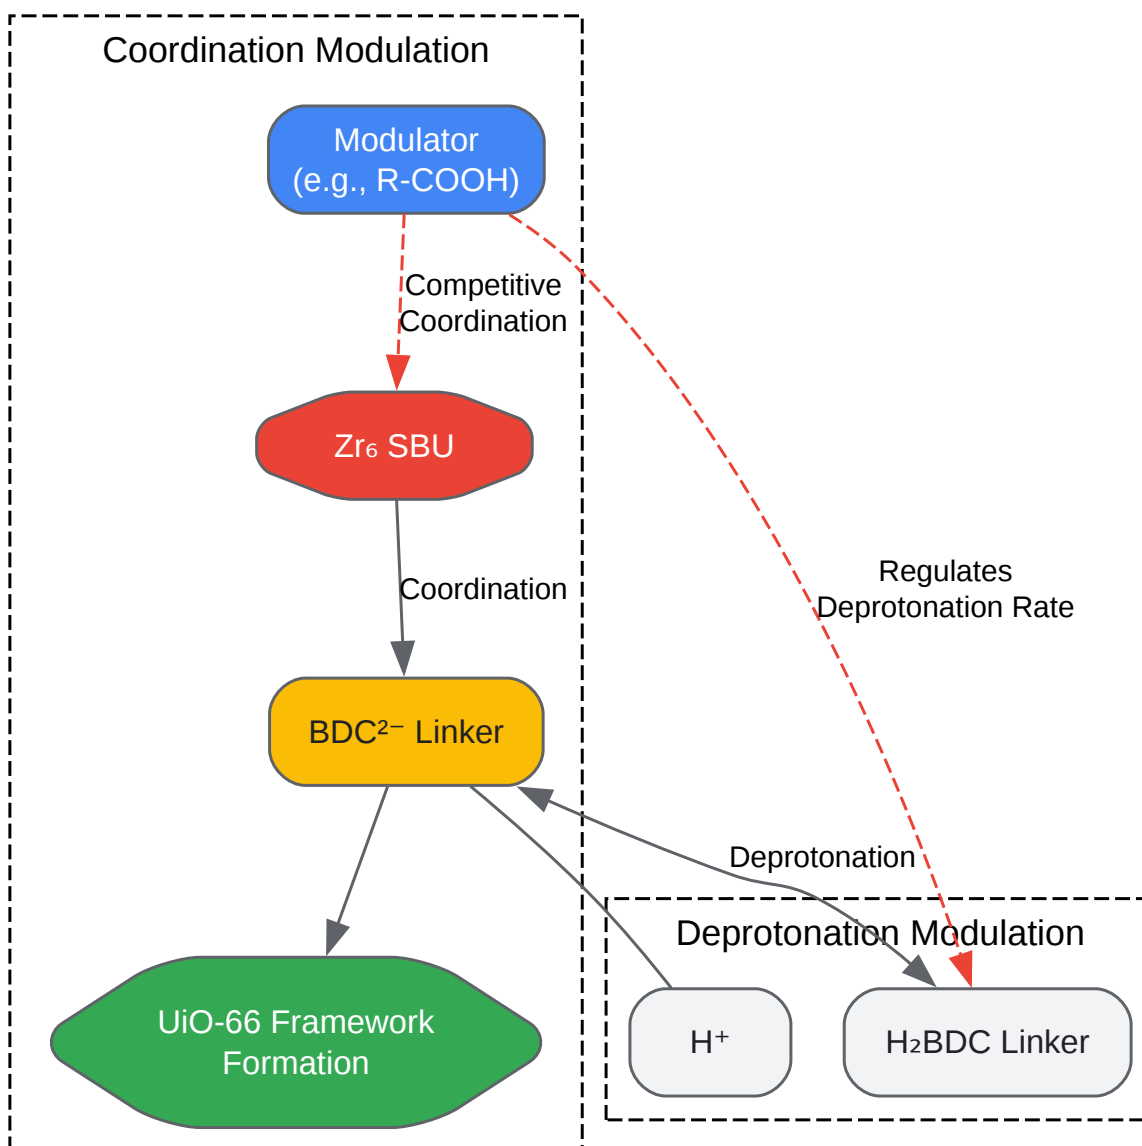 Coordination Modulation
Modulator
(e.g., R-COOH)
Competitive
Coordination
Zr₆ SBU
Regulates
Deprotonation Rate
Coordination
BDC²⁻ Linker
Deprotonation
Deprotonation Modulation
UiO-66 Framework
Formation
H⁺
H₂BDC Linker